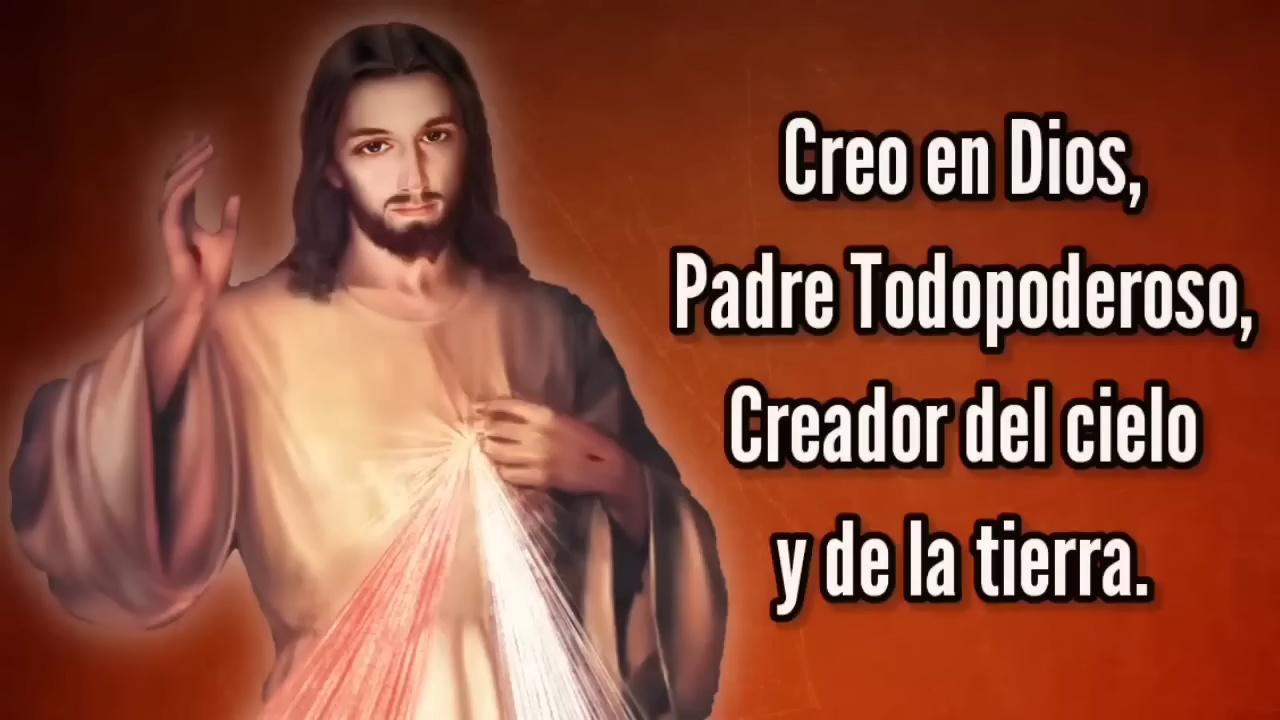 Creo en Dios,
Padre Todopoderoso,
Creador del cielo
y de la tierra.